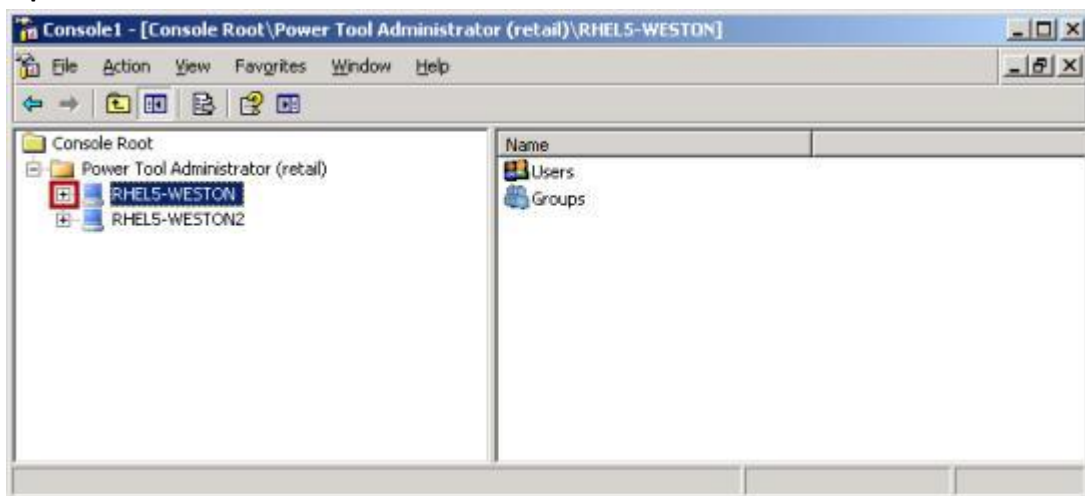 Console1 - [Console Root\Power Tool Administrator (retail)\RHEL5-WESTON]
File Action View Favorites Window Help
Console Root
Power Tool Administrator (retail)
RHEL5-WESTON
RHEL5-WESTON2
Name
Users
Groups